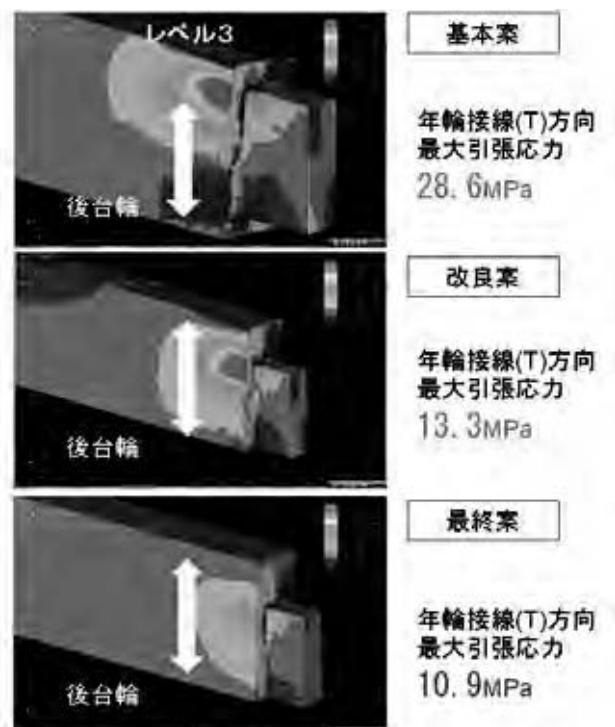 レベル3
後台輪
基本案
年輪接線(T)方向
最大引張応力
28.6MPa
後台輪
改良案
年輪接線(T)方向
最大引張応力
13.3MPa
後台輪
最終案
年輪接線(T)方向
最大引張応力
10.9MPa